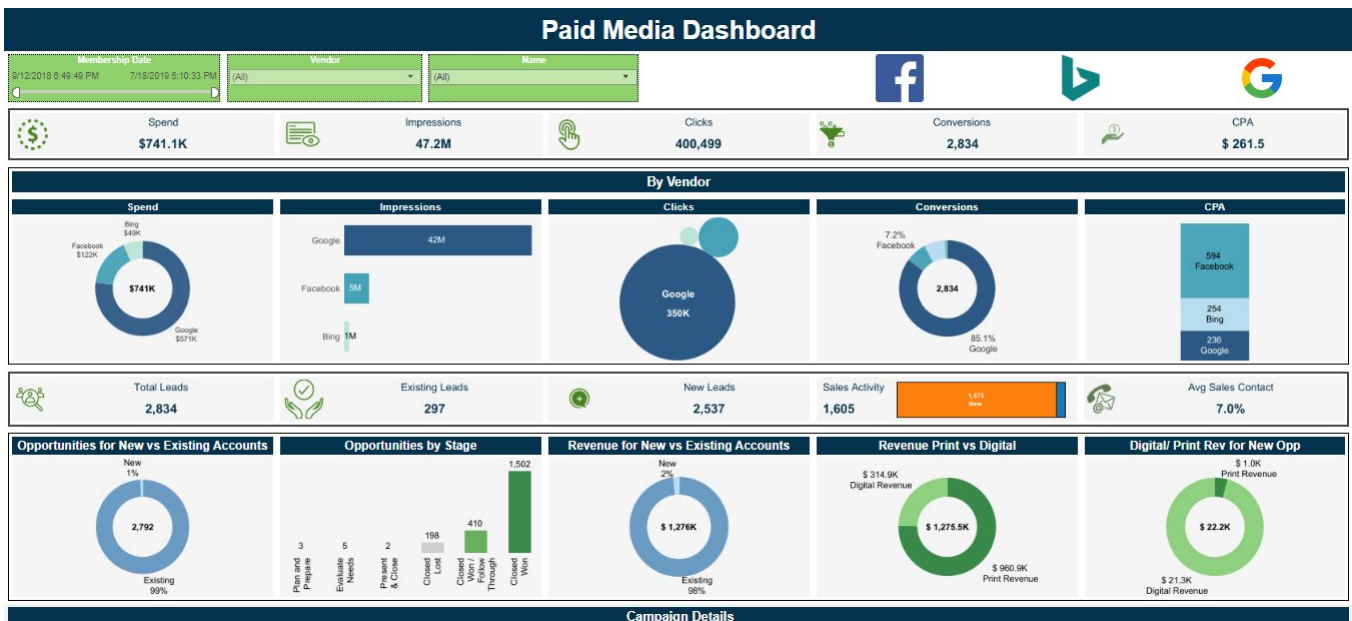 Paid Media Dashboard
Membership Date
9/12/2018 6:49:49 PM 7/18/2019 5:10:33 PM
Vendor
(All)
Name
(All)
Spend
$741.1K
Impressions
47.2M
Clicks
400,499
Conversions
2,834
CPA
$ 261.5
By Vendor
Spend
Bing
$49K
Facebook
$122K
$741K
Google
$571K
Impressions
Google
42M
Facebook
5M
Bing
1M
Clicks
Google
350K
Conversions
7.2%
Facebook
2,834
85.1%
Google
CPA
594
Facebook
254
Bing
236
Google
Total Leads
2,834
Existing Leads
297
New Leads
2,537
Sales Activity
1,605
1,573
New
Avg Sales Contact
7.0%
Opportunities for New vs Existing Accounts
New
1%
2,792
Existing
99%
Opportunities by Stage
3
5
2
198
410
1,502
Plan and
Prepare
Evaluate
Needs
Present
& Close
Closed
Lost
Closed
Won /
Follow
Through
Closed
Won
Revenue for New vs Existing Accounts
New
2%
$ 1,276K
Existing
98%
Revenue Print vs Digital
$ 314.9K
Digital Revenue
$ 1,275.5K
$ 960.9K
Print Revenue
Digital/ Print Rev for New Opp
$ 1.0K
Print Revenue
$ 22.2K
$ 21.3K
Digital Revenue
Campaign Details